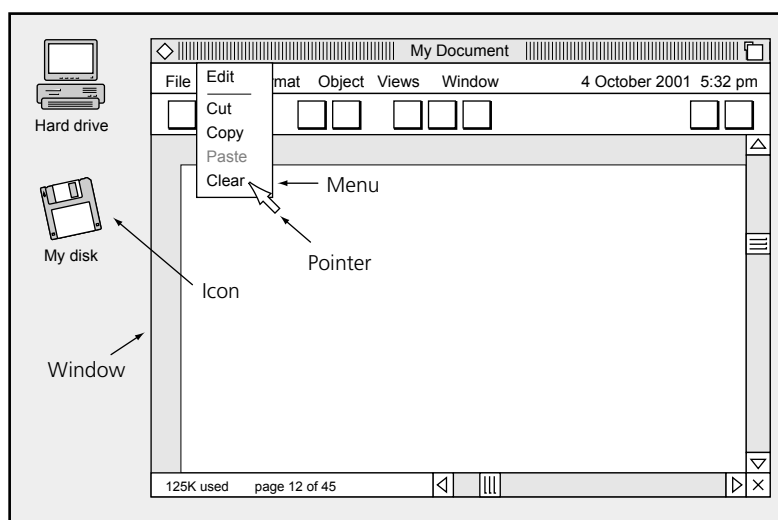 My Document
File Edit mat Object Views Window 4 October 2001 5:32 pm
Cut
Copy
Paste
Clear
Hard drive
Menu
My disk
Pointer
Icon
Window
125K used page 12 of 45